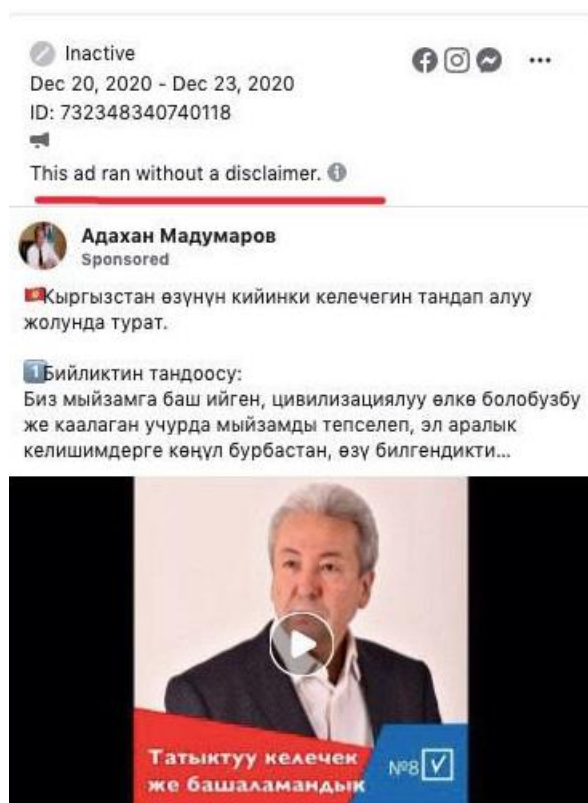 Inactive
Dec 20, 2020 - Dec 23, 2020
ID: 732348340740118
This ad ran without a disclaimer.
Адахан Мадумаров
Sponsored
Кыргызстан өзүнүн кийинки келечегин тандап алуу
жолунда турат.
1 Бийликтин тандоосу:
Биз мыйзамга баш ийген, цивилизациялуу өлкө болобузбу
же каалаган учурда мыйзамды тепселеп, эл аралык
келишимдерге көңүл бурбастан, өзү билгендикти...
Татыктуу келечек
же башаламандык
№8